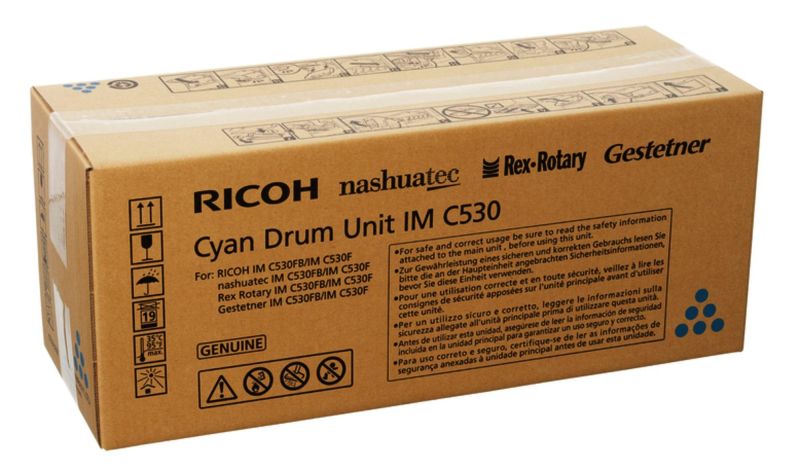 RICOH nashuatec Rex-Rotary Gestetner
Cyan Drum Unit IM C530
For: RICOH IM C530FB/IM C530F
nashuatec IM C530FB/IM C530F
Rex Rotary IM C530FB/IM C530F
Gestetner IM C530FB/IM C530F
GENUINE
•For safe and correct usage be sure to read the safety information
attached to the main unit , before using this unit.
•Zur Gewährleistung eines sicheren und korrekten Gebrauchs lesen Sie
bitte die an der Haupteinheit angebrachten Sicherheitsinformationen,
bevor Sie diese Einheit verwenden.
•Pour une utilisation correcte et en toute sécurité, veillez à lire les
consignes de sécurité apposées sur l'unité principale avant d'utiliser
cette unité.
•Per un utilizzo sicuro e corretto, leggere le informazioni sulla
sicurezza allegate all'unità principale prima di utilizzare questa unità.
•Antes de utilizar esta unidad, asegúrese de leer la información de seguridad
incluida en la unidad principal para garantizar un uso seguro y correcto.
•Para uso correto e seguro, certifique-se de ler as informações de
segurança anexadas à unidade principal antes de usar esta unidade.
19
35℃
95℉
max.